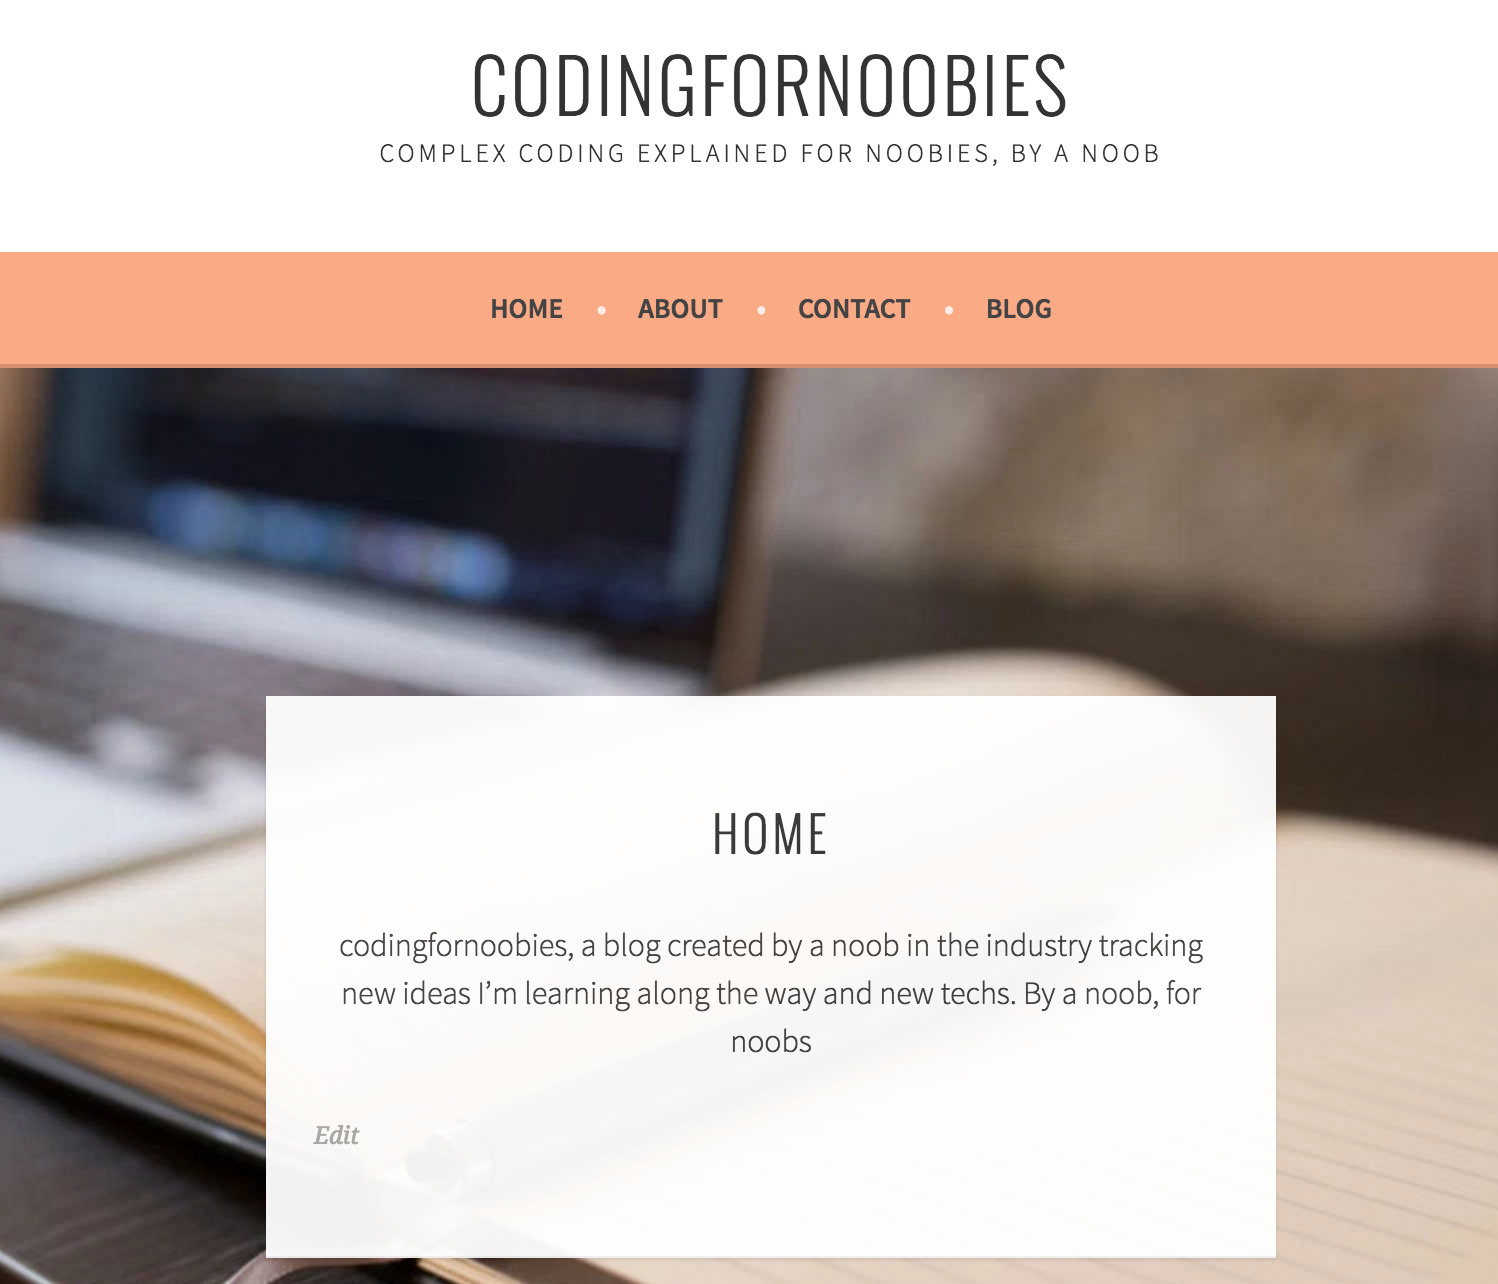 CODINGFORNOOBIES
COMPLEX CODING EXPLAINED FOR NOOBIES, BY A NOOB
HOME • ABOUT • CONTACT • BLOG
HOME
codingfornoobies, a blog created by a noob in the industry tracking
new ideas I’m learning along the way and new techs. By a noob, for
noobs
Edit